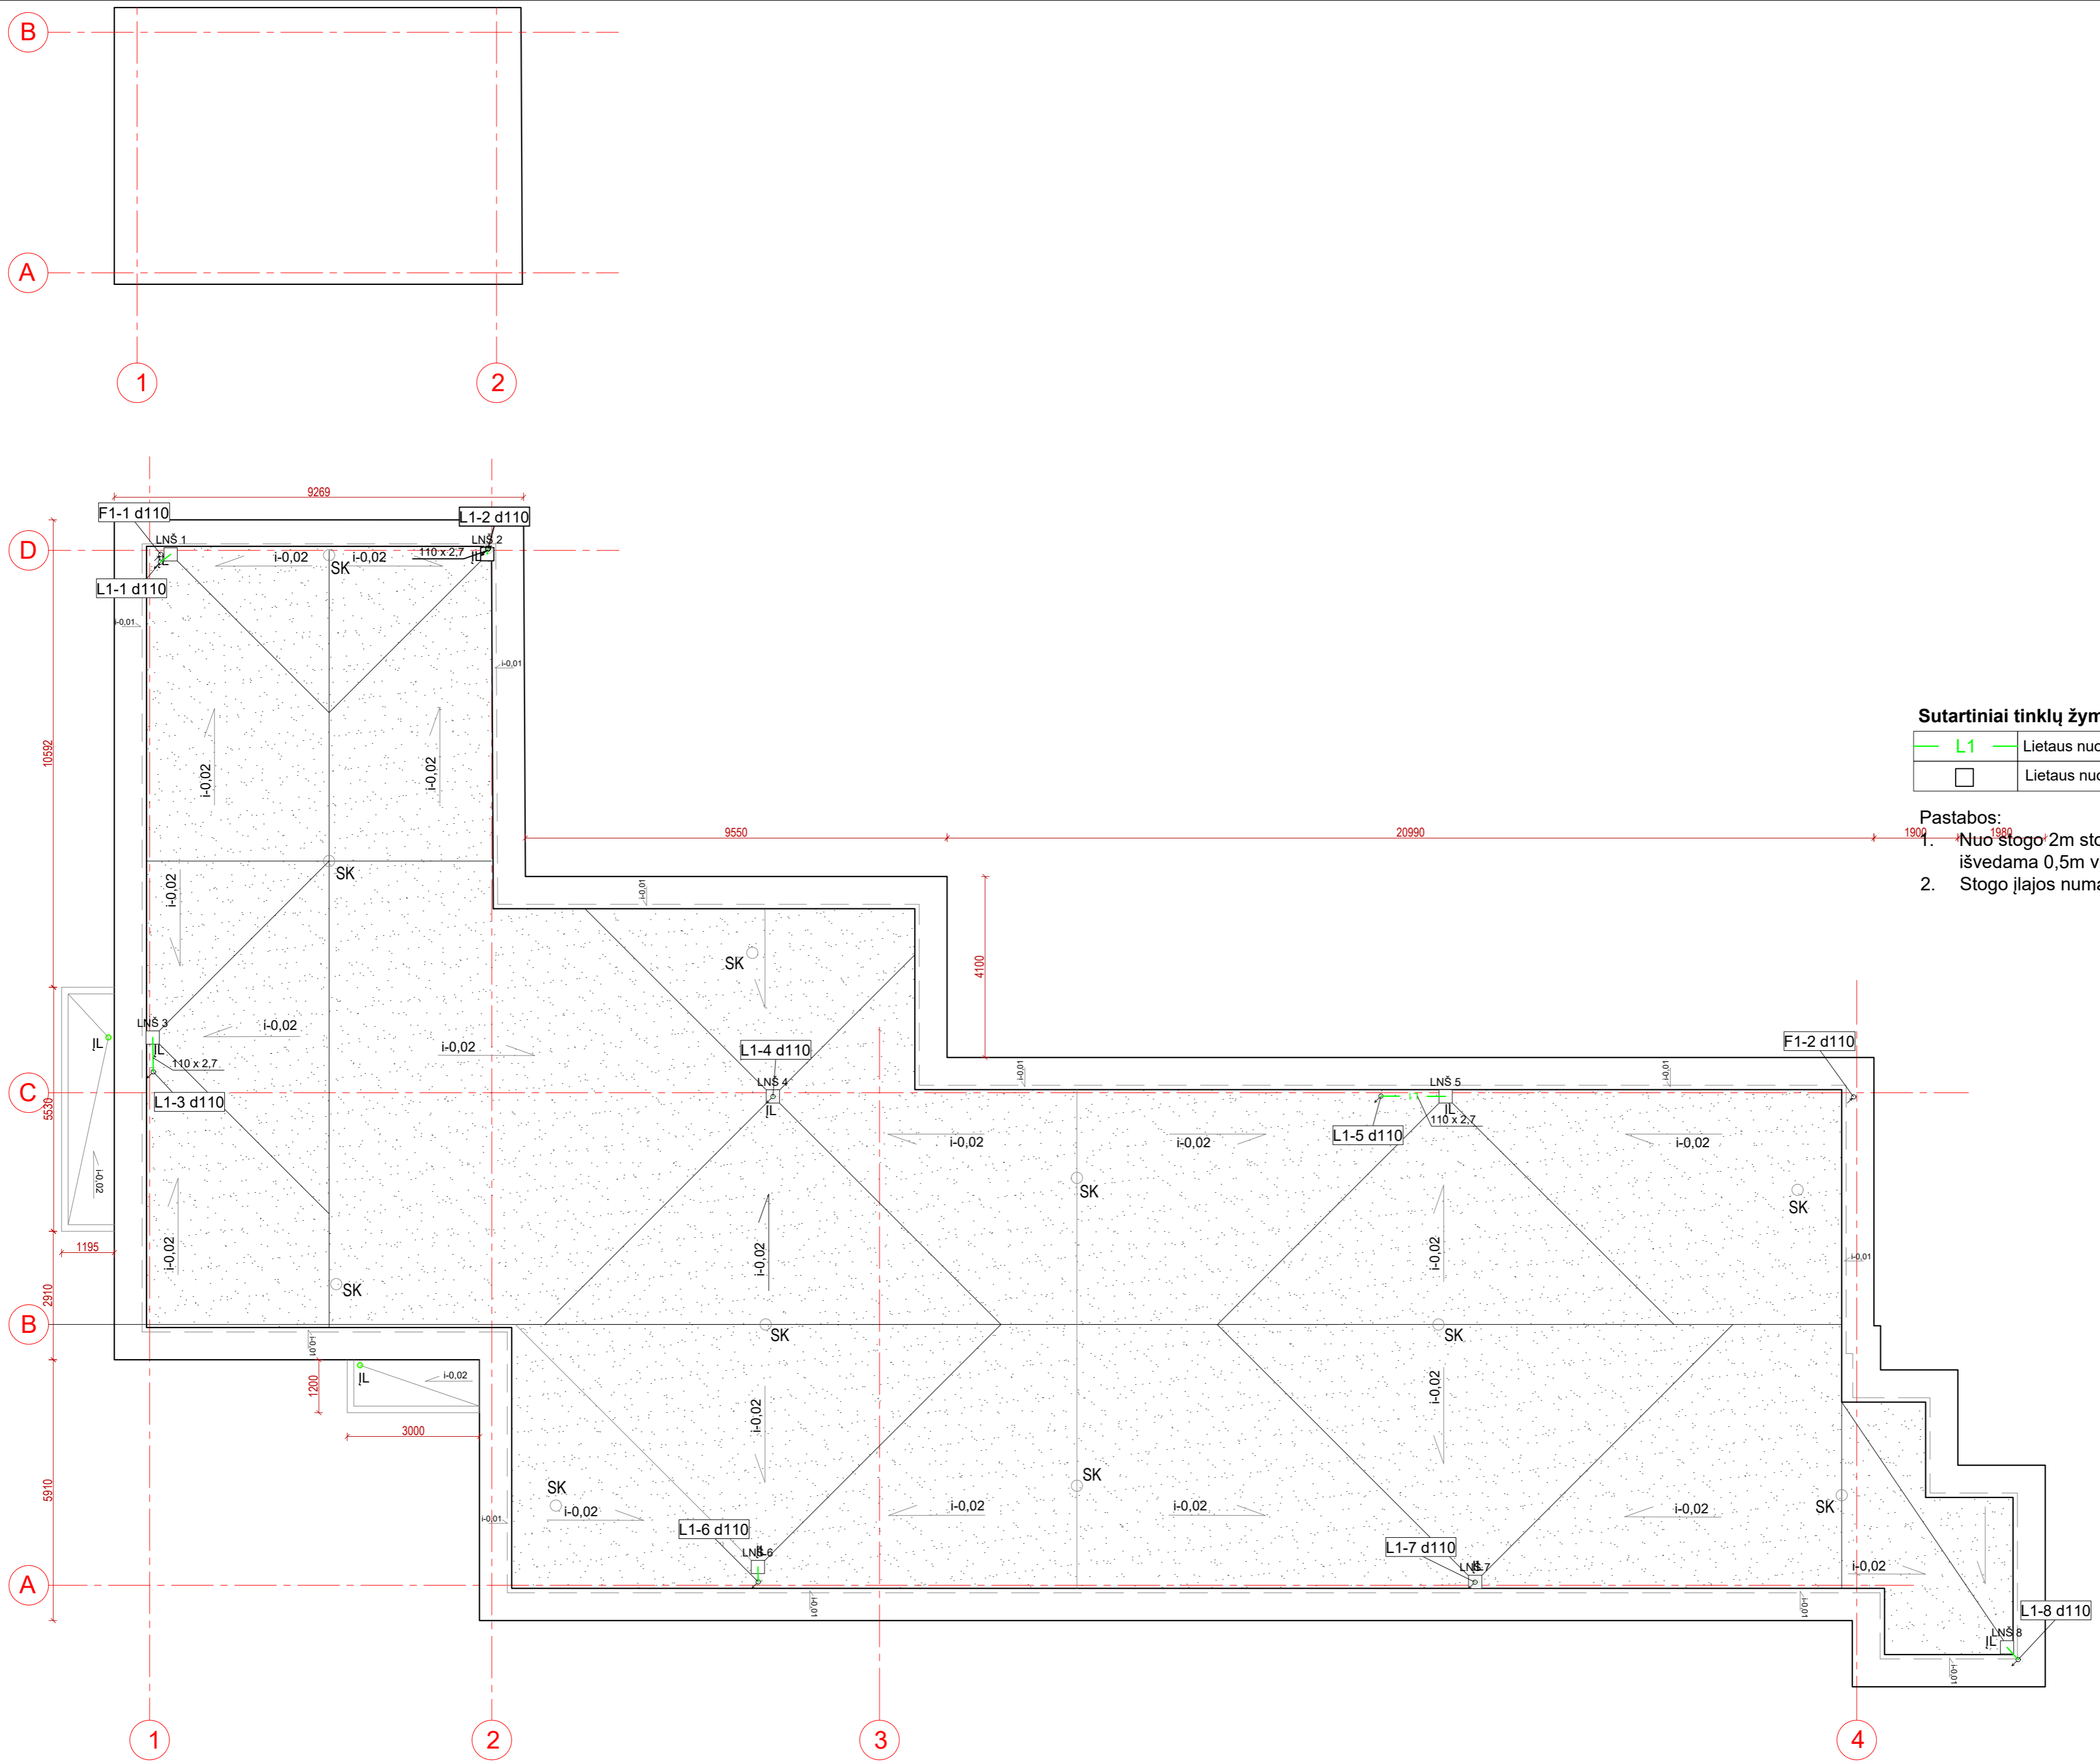 B
A
1
2
9269
F1-1 d110
L1-2 d110
LNŠ 1
LNŠ 2
D
i-0,02
i-0,02
110 x 2,7
ĮL
ĮL
SK
L1-1 d110
i-0,01
i-0,01
Sutartiniai tinklų žym
L1
Lietaus nuo
Lietaus nuo
10592
i-0,02
i-0,02
Pastabos:
9550
20990
1900
1980
1. Nuo stogo 2m sto
išvedama 0,5m v
2. Stogo įlajos numa
SK
i-0,02
i-0,01
SK
4100
LNŠ 3
i-0,02
i-0,02
ĮL
ĮL
110 x 2,7
L1-4 d110
F1-2 d110
i-0,01
i-0,01
LNŠ 4
LNŠ 5
C
5530
L1-3 d110
ĮL
ĮL
110 x 2,7
L1-5 d110
i-0,02
i-0,02
i-0,02
i-0,02
SK
SK
1195
i-0,02
i-0,02
i-0,02
i-0,01
2910
SK
B
SK
SK
i-0,01
1200
ĮL
i-0,02
i-0,02
i-0,02
3000
5910
SK
SK
SK
i-0,02
i-0,02
i-0,02
i-0,02
i-0,01
L1-6 d110
LNŠ 6
ĮL
L1-7 d110
LNŠ 7
ĮL
i-0,02
A
i-0,01
i-0,01
L1-8 d110
LNŠ 8
ĮL
i-0,01
1
2
3
4